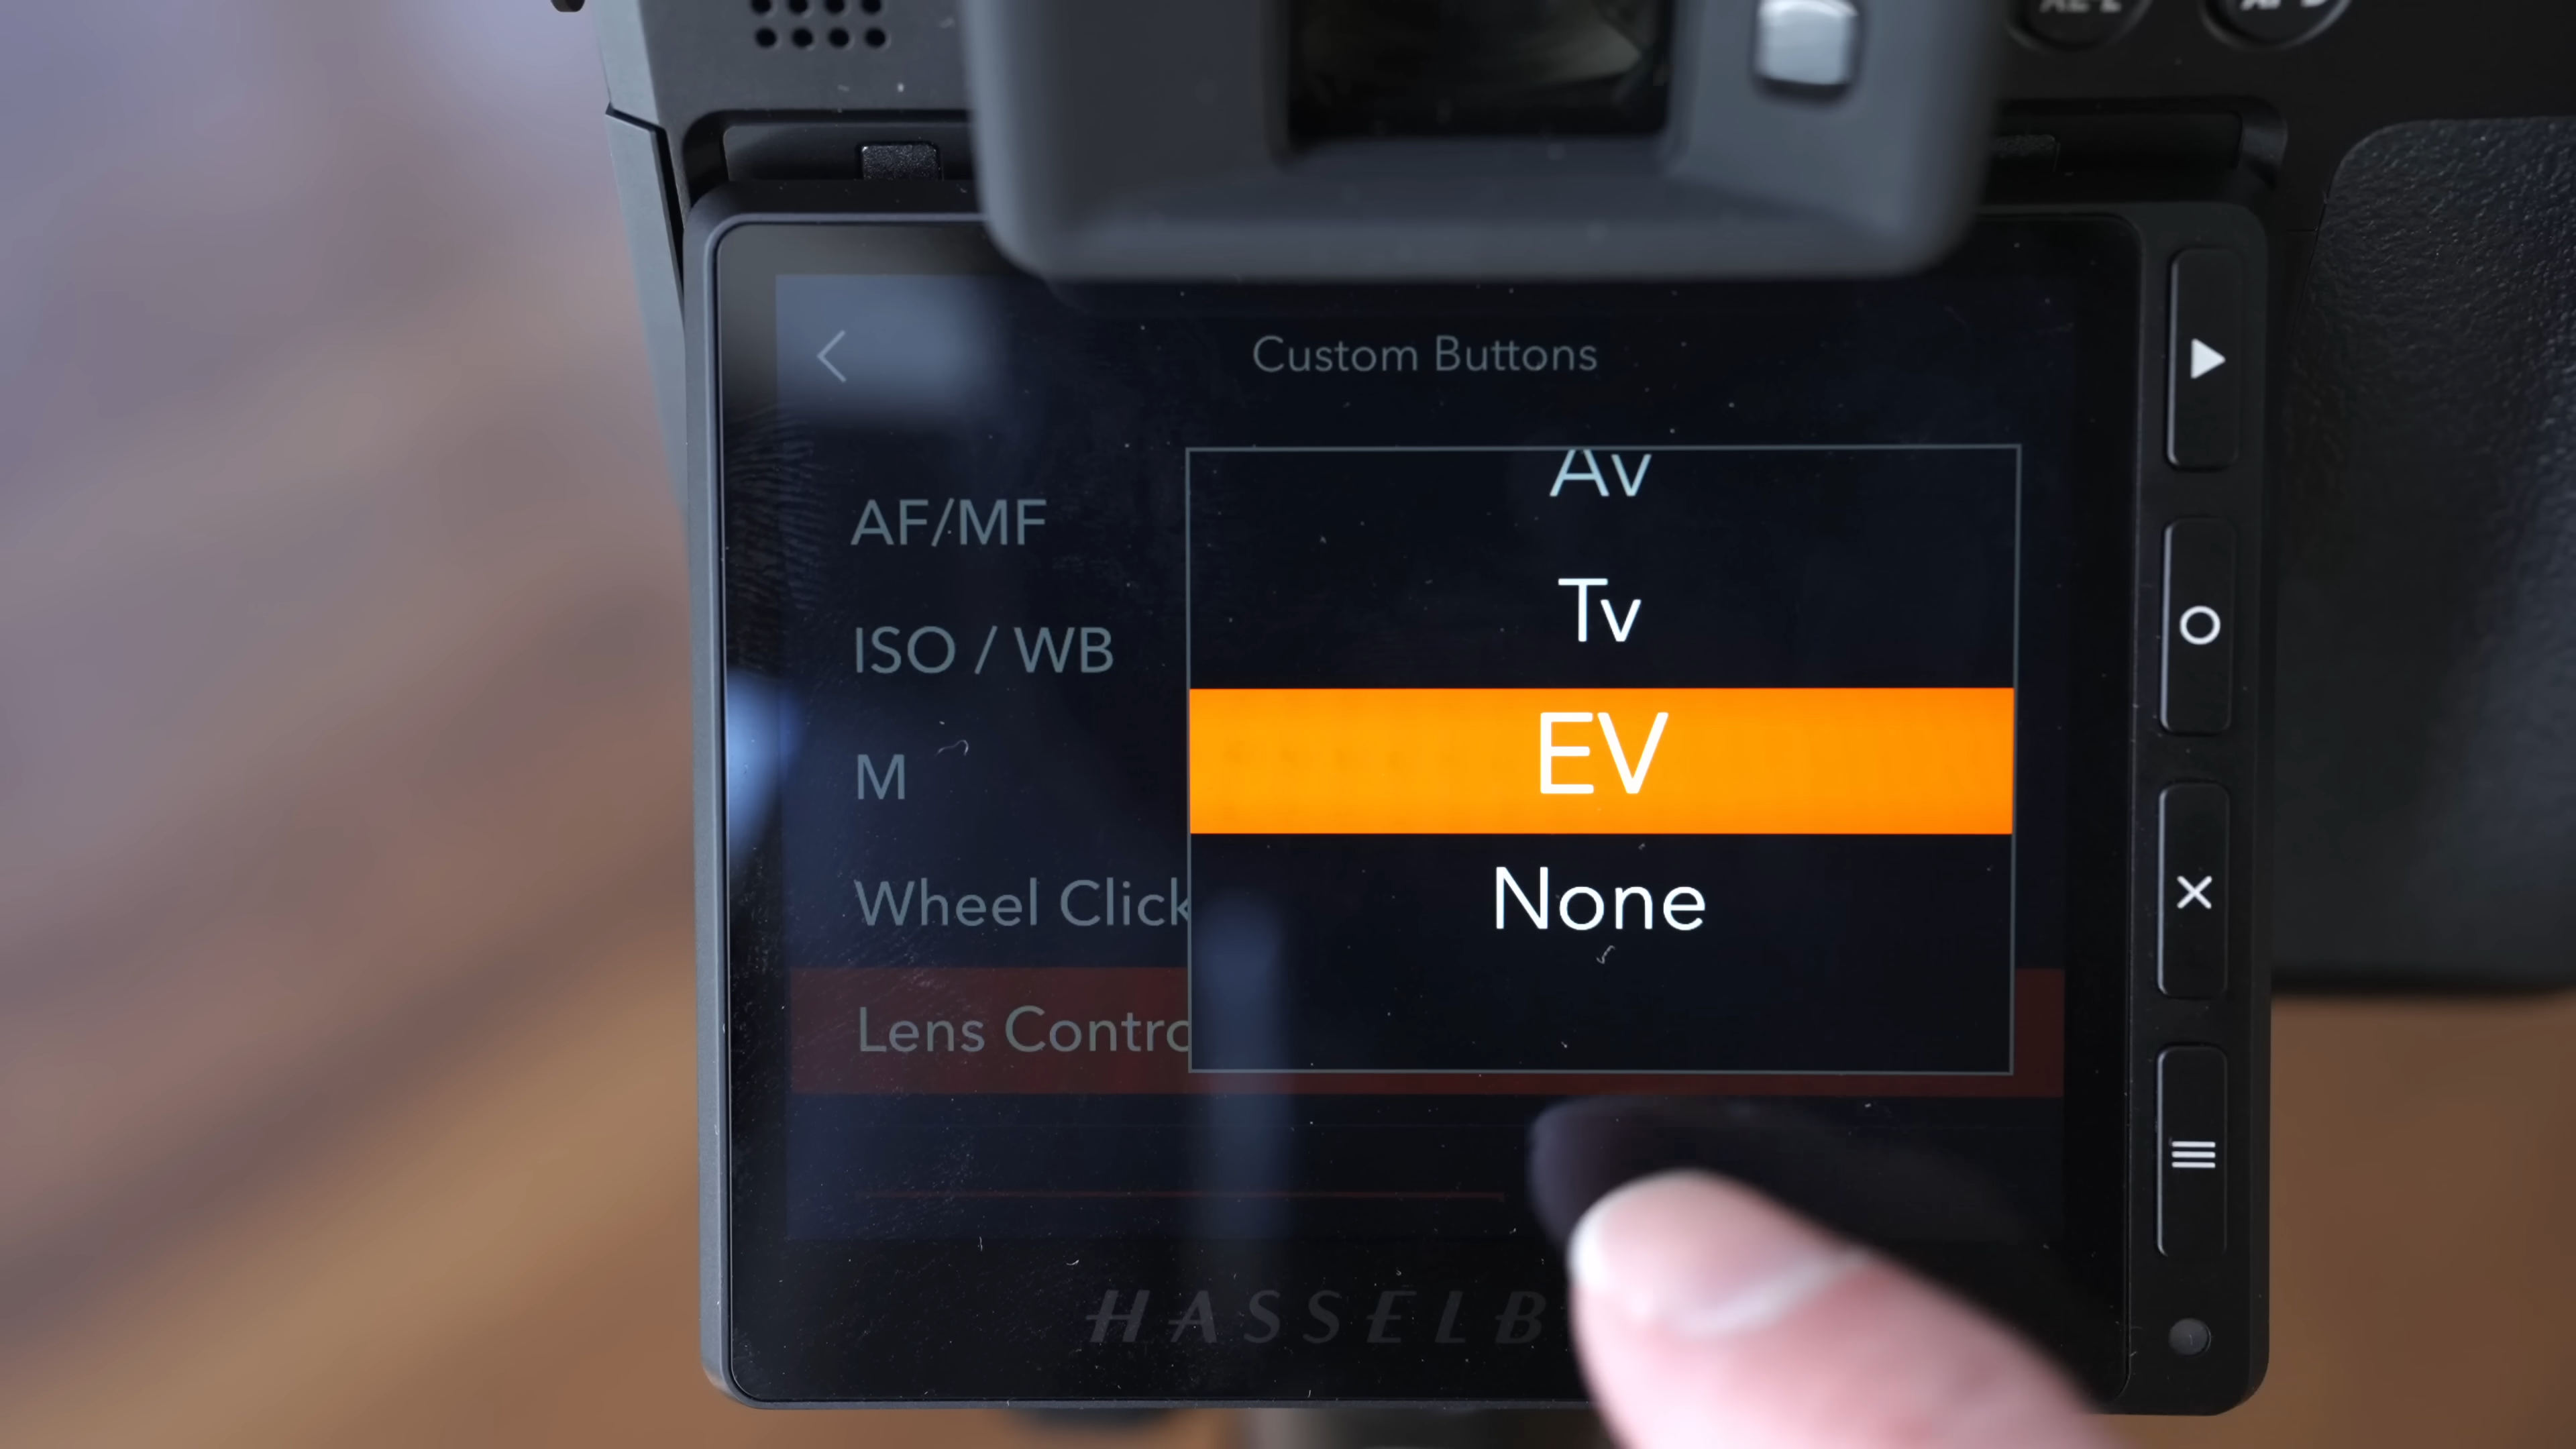 Custom Buttons
AF/MF
ISO / WB
M
Wheel Click
Lens Contro
Av
Tv
EV
None
HASSELB